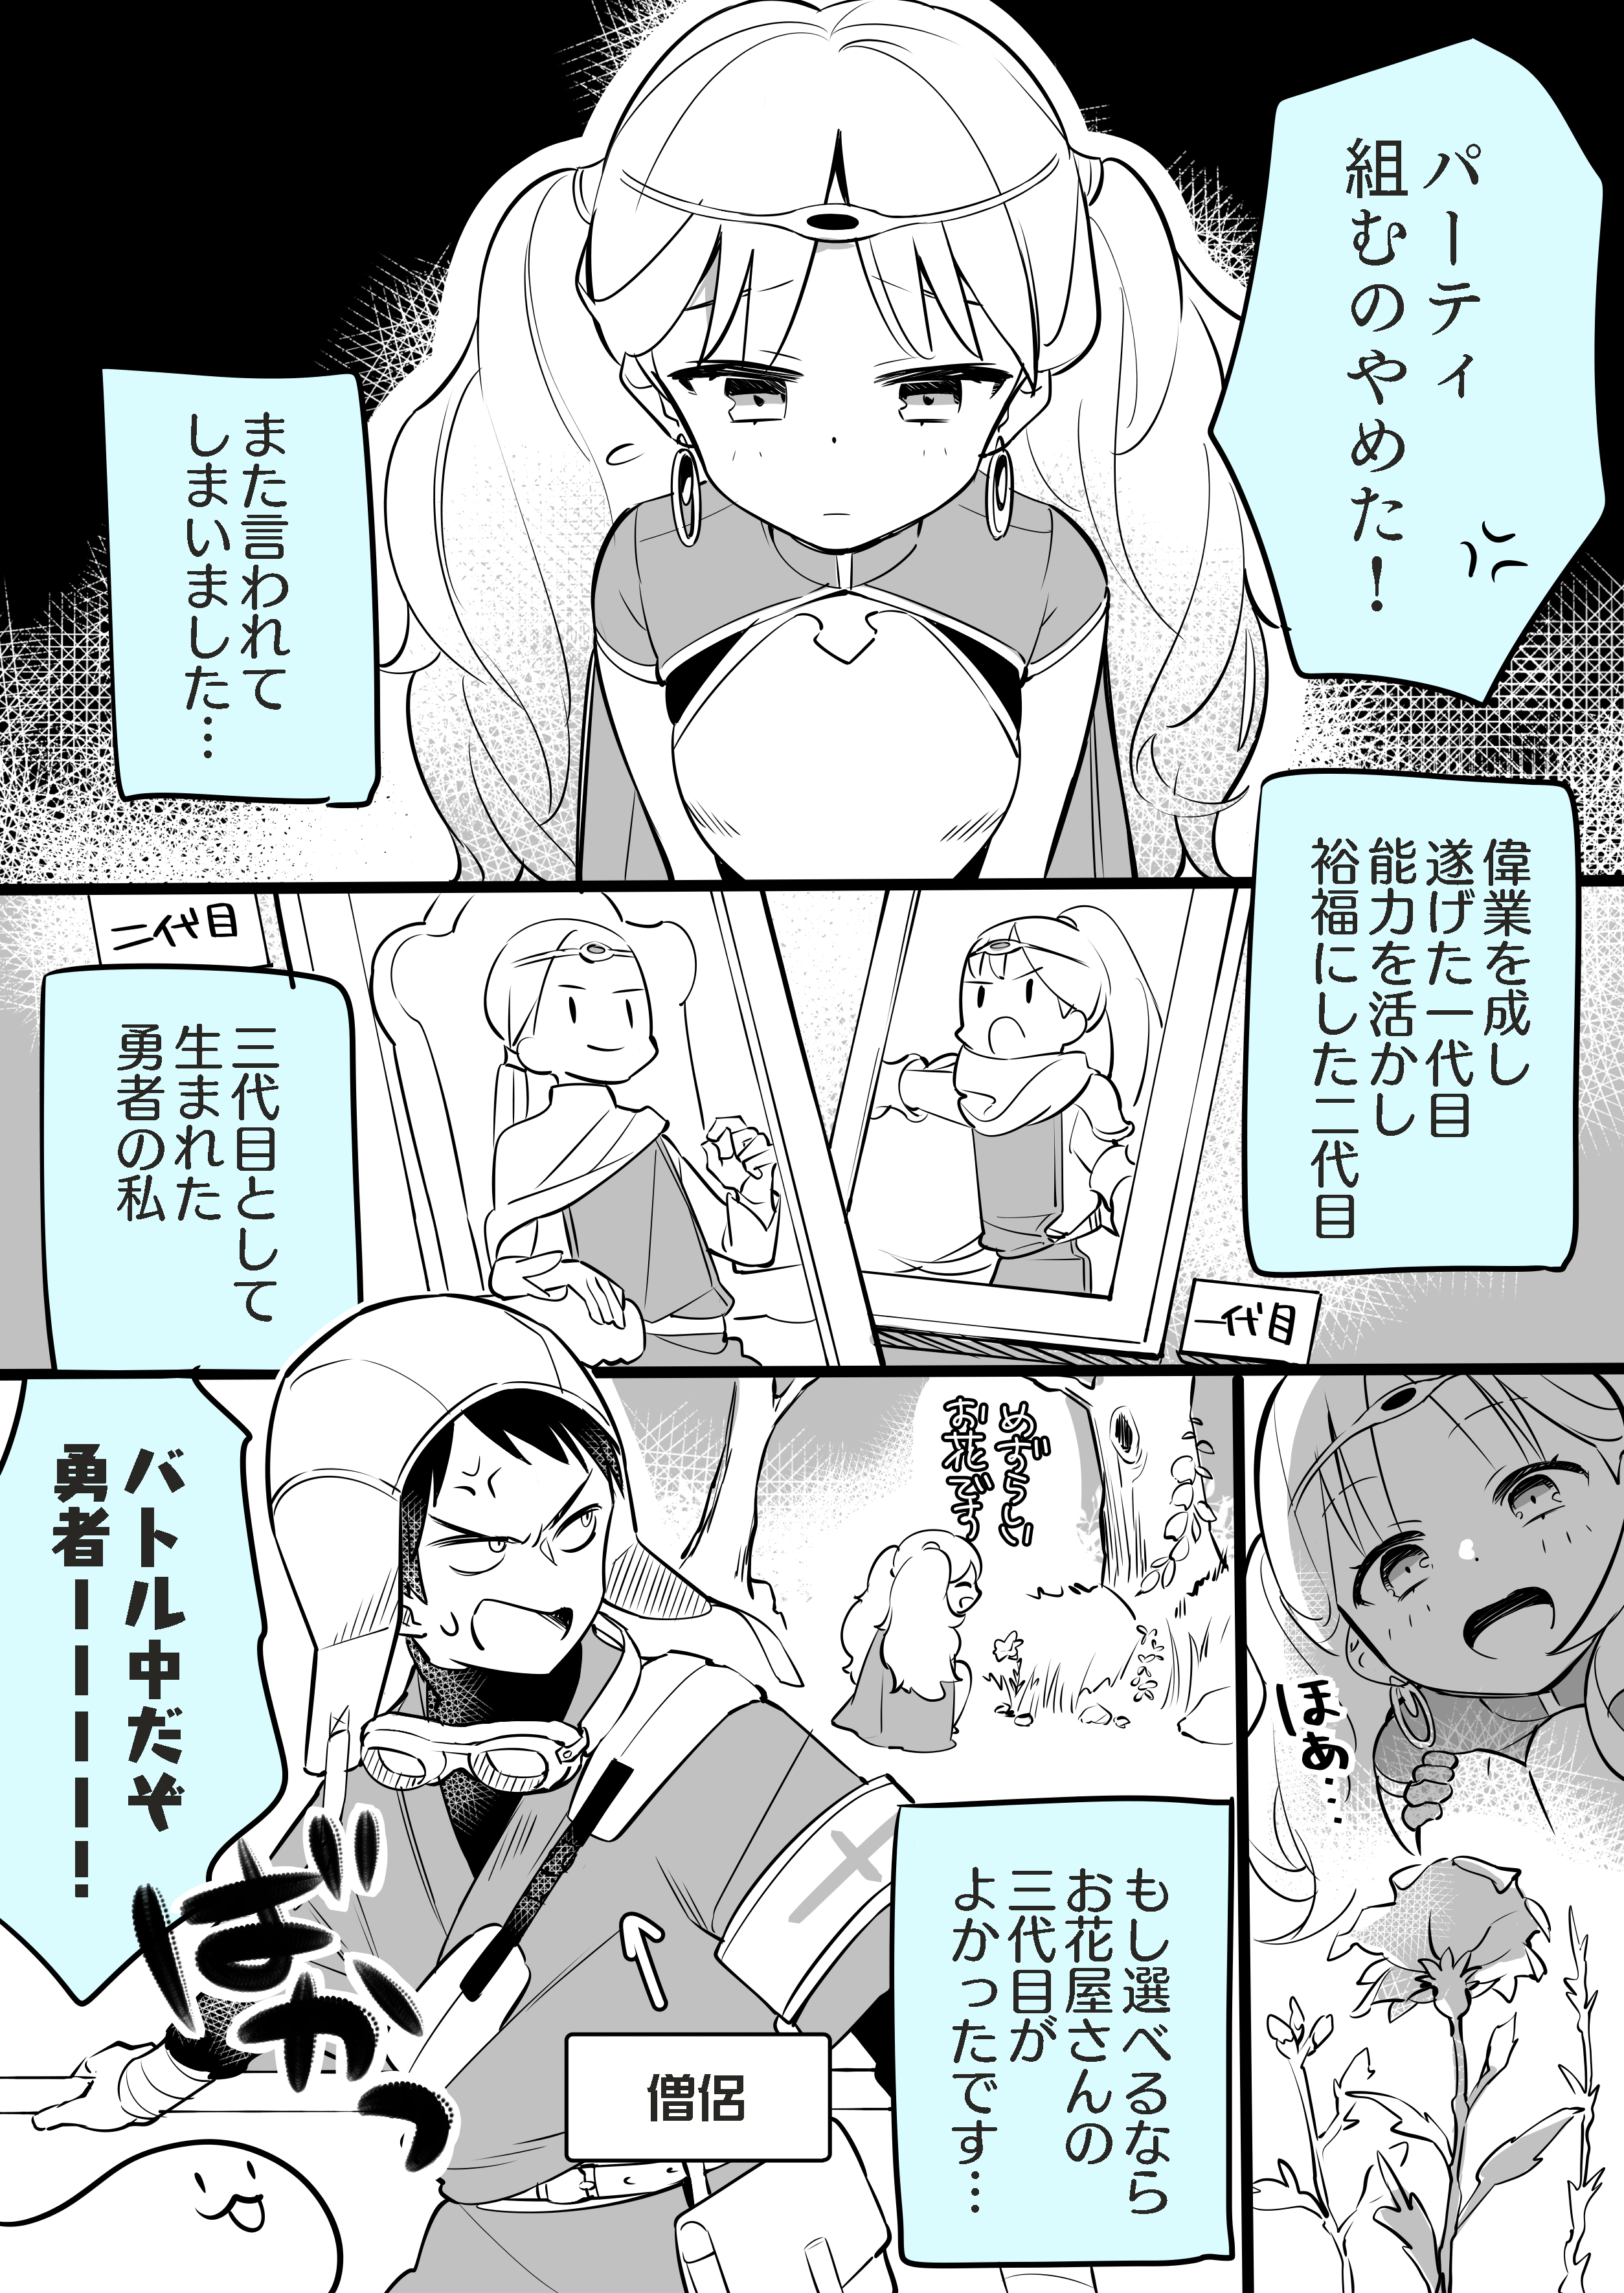 パーティ
組むのやめた!
また言われて
しまいました…
偉業を成し
遂げた一代目
能力を活かし
裕福にした二代目
一代目
二代目
三代目として
生まれた
勇者の私
ほぁ…
めずらしい
お花です
もし選べるなら
お花屋さんの
三代目が
よかったです…
バトル中だぞ
勇者ーーーーー!
ばかっ
僧侶